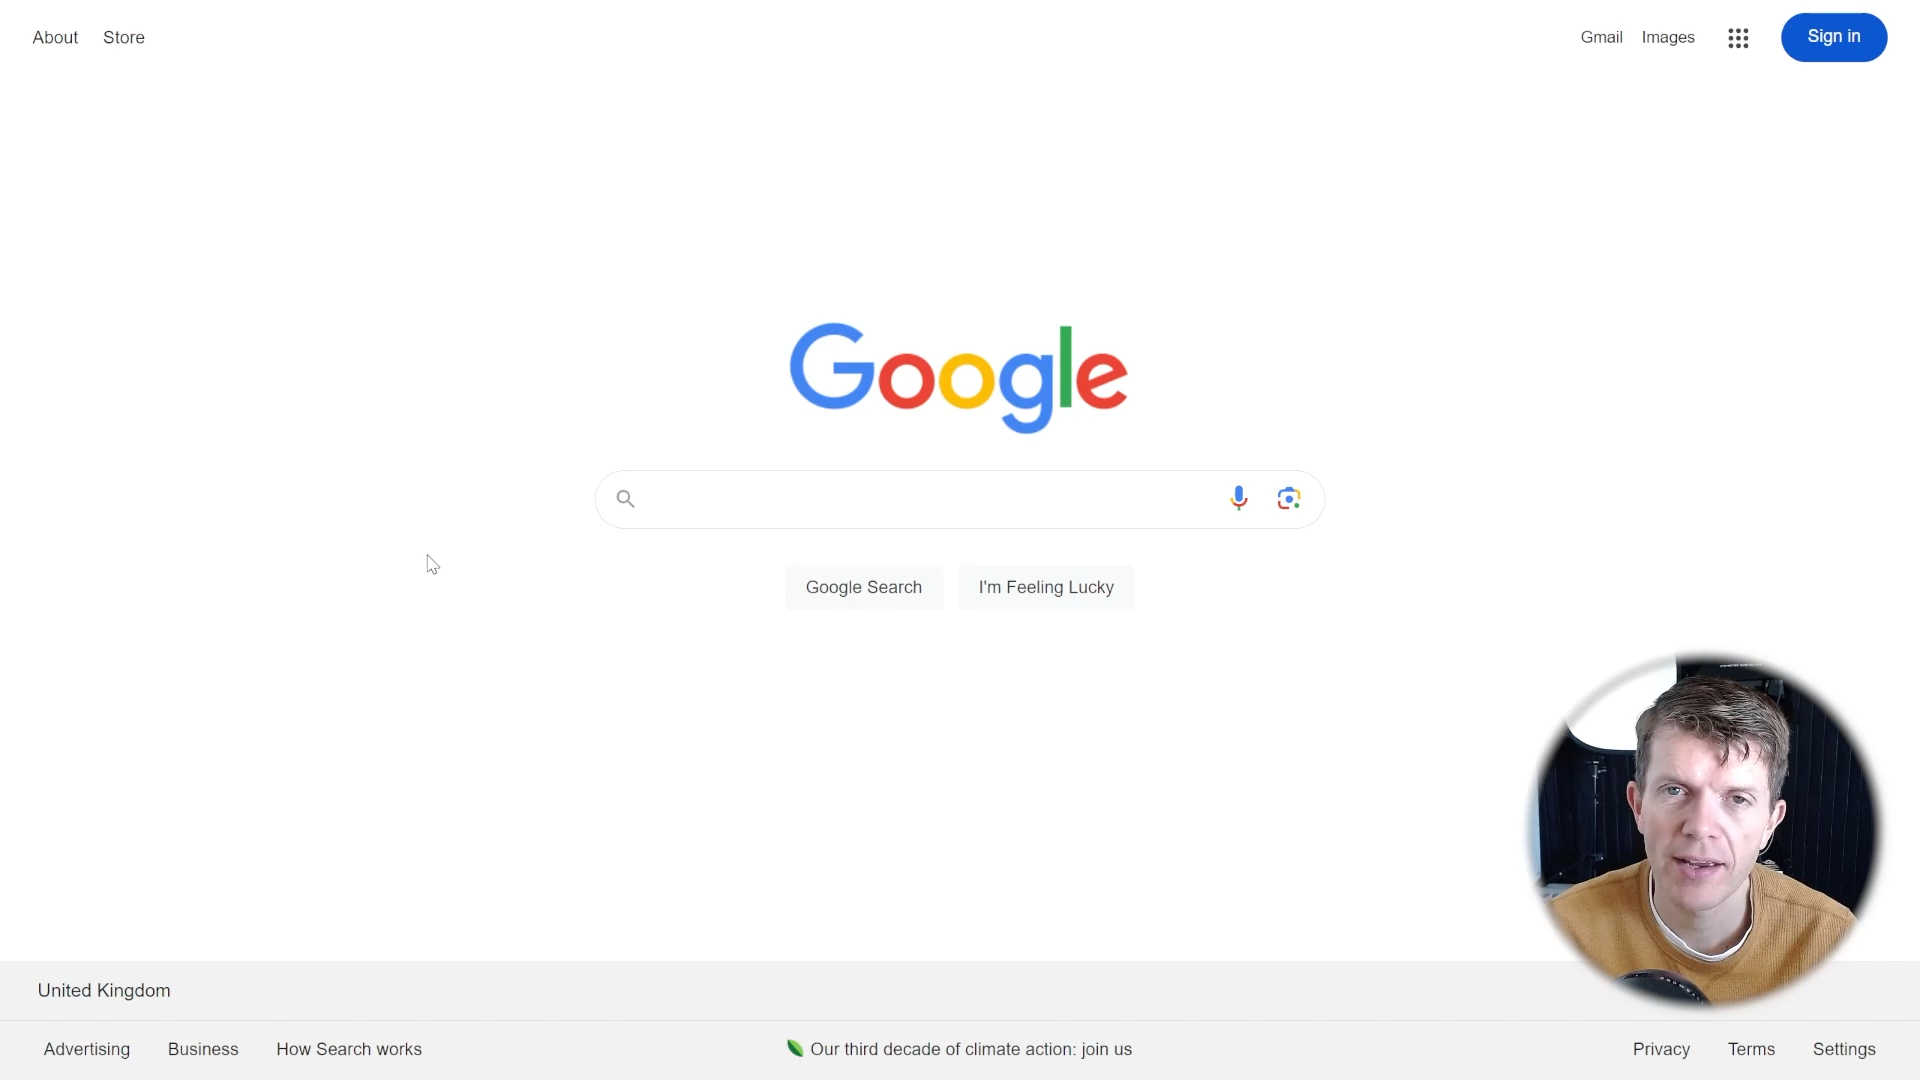 About Store
Gmail Images Sign in
Google
Google Search I'm Feeling Lucky
United Kingdom
Advertising Business How Search works
Our third decade of climate action: join us
Privacy Terms Settings